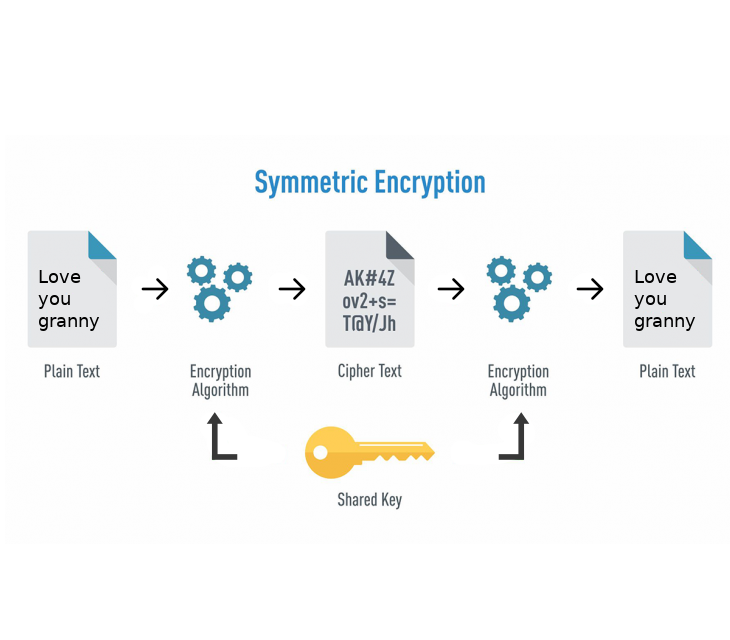 Symmetric Encryption
Love
you
granny
AK#4Z
ov2+s=
T@Y/Jh
Love
you
granny
Plain Text
Encryption
Algorithm
Cipher Text
Encryption
Algorithm
Plain Text
Shared Key